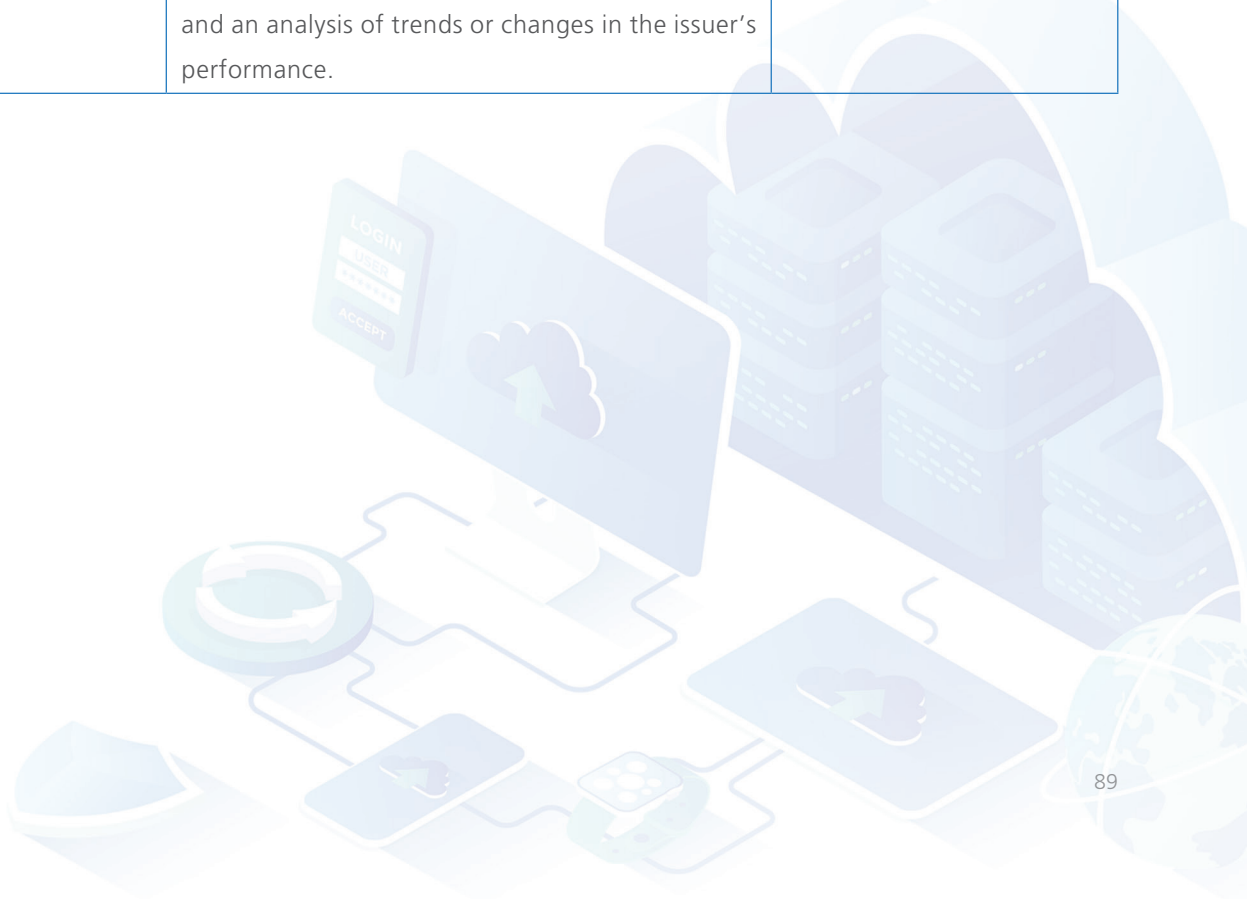 and an analysis of trends or changes in the issuer’s
performance.
LOGIN
USER
*******
ACCEPT
89